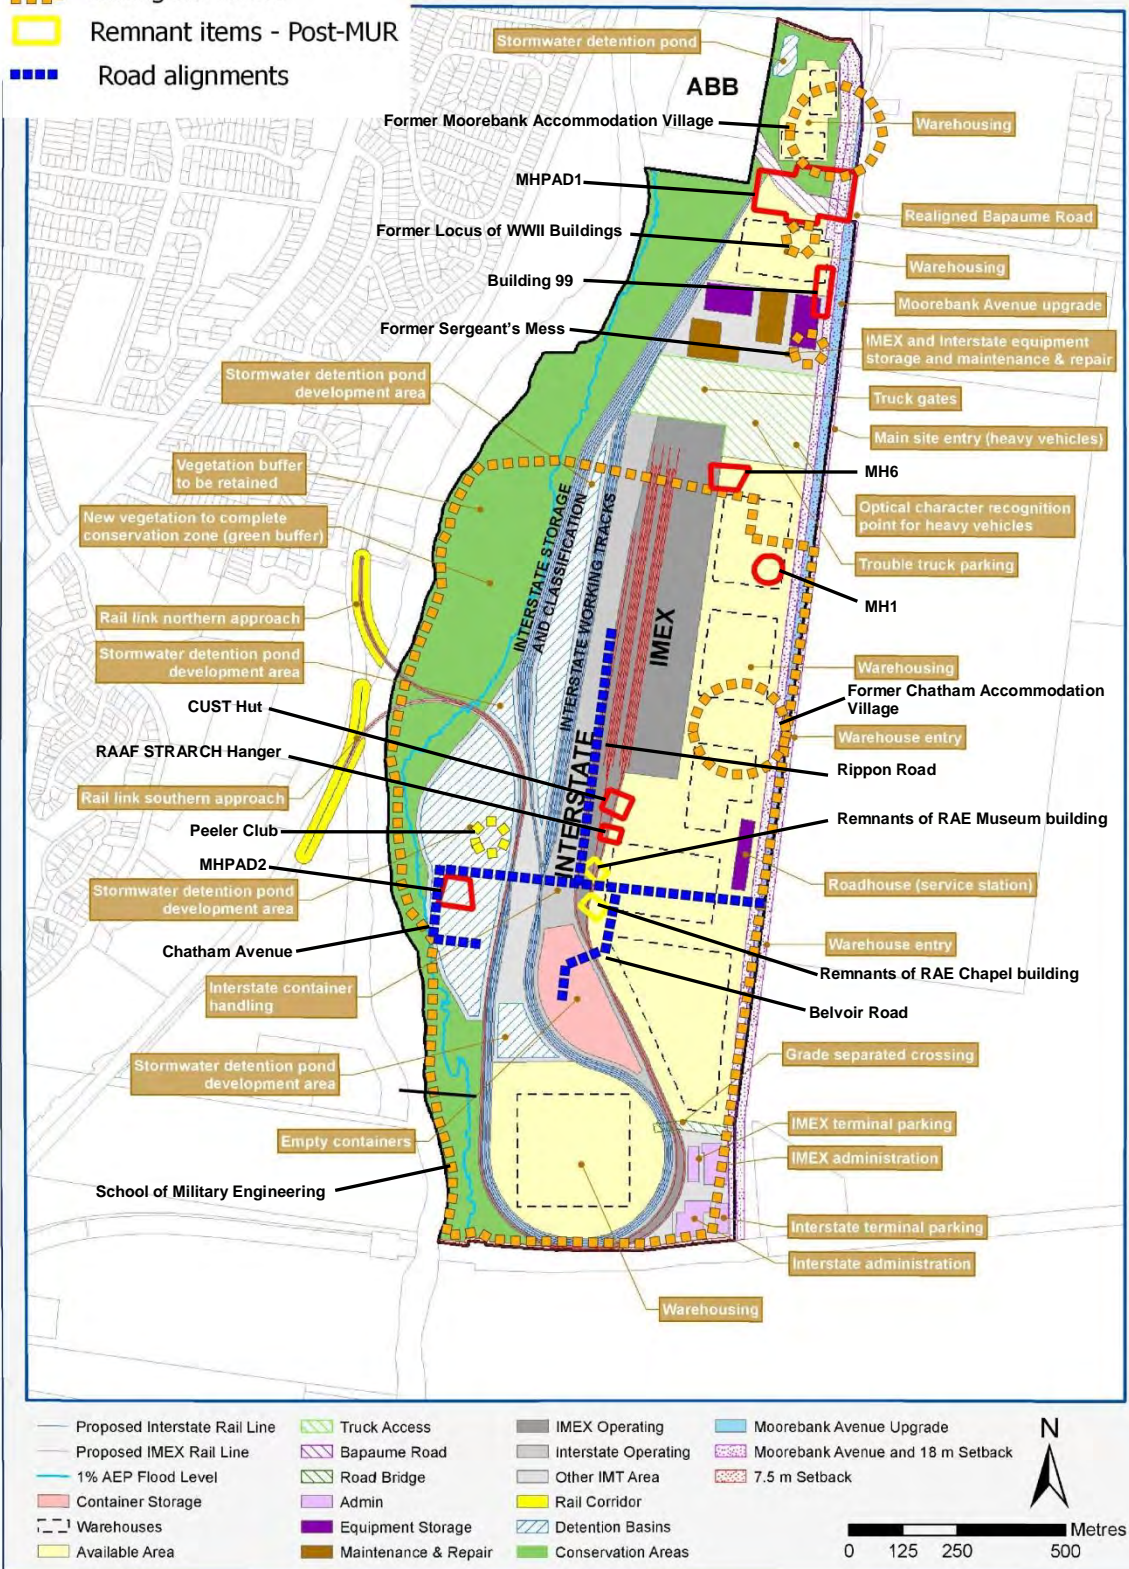 Remnant items - Post-MUR
Road alignments
Stormwater detention pond
ABB
Former Moorebank Accommodation Village
Warehousing
MHPAD1
Realigned Bapaume Road
Former Locus of WWII Buildings
Warehousing
Building 99
Moorebank Avenue upgrade
Former Sergeant's Mess
IMEX and Interstate equipment
storage and maintenance & repair
Stormwater detention pond
development area
Truck gates
Main site entry (heavy vehicles)
Vegetation buffer
to be retained
MH6
New vegetation to complete
conservation zone (green buffer)
Optical character recognition
point for heavy vehicles
INTERSTATE STORAGE
AND CLASSIFICATION
INTERSTATE WORKING TRACKS
Trouble truck parking
MH1
Rail link northern approach
IMEX
Stormwater detention pond
development area
Warehousing
Former Chatham Accommodation
Village
CUST Hut
Warehouse entry
RAAF STRARCH Hanger
INTERSTATE
Rippon Road
Rail link southern approach
Remnants of RAE Museum building
Peeler Club
MHPAD2
Roadhouse (service station)
Stormwater detention pond
development area
Warehouse entry
Chatham Avenue
Remnants of RAE Chapel building
Interstate container
handling
Belvoir Road
Grade separated crossing
Stormwater detention pond
development area
IMEX terminal parking
Empty containers
IMEX administration
School of Military Engineering
Interstate terminal parking
Interstate administration
Warehousing
Proposed Interstate Rail Line
Proposed IMEX Rail Line
1% AEP Flood Level
Container Storage
Warehouses
Available Area
Truck Access
Bapaume Road
Road Bridge
Admin
Equipment Storage
Maintenance & Repair
IMEX Operating
Interstate Operating
Other IMT Area
Rail Corridor
Detention Basins
Conservation Areas
Moorebank Avenue Upgrade
Moorebank Avenue and 18 m Setback
7.5 m Setback
N
Metres
0 125 250 500